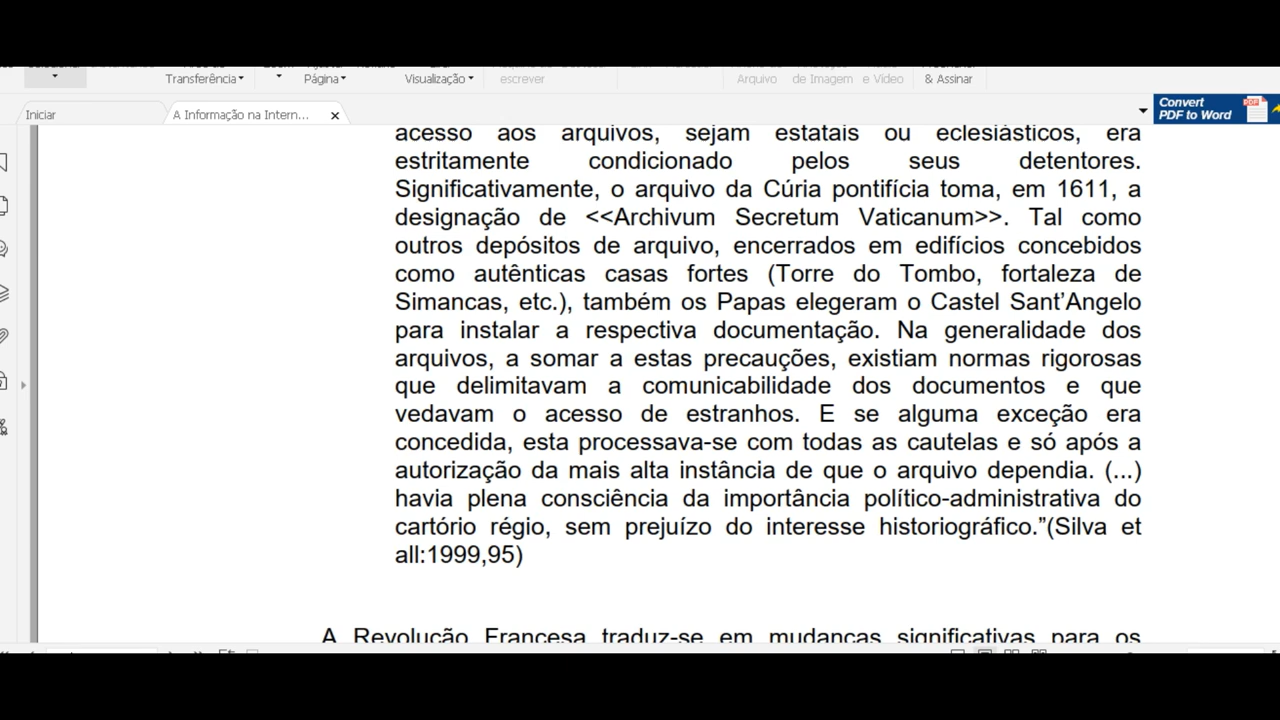 Transferência
Página
Visualização
escrever
Arquivo
de Imagem
e Vídeo
& Assinar
Iniciar
A Informação na Intern...
Convert
PDF to Word
acesso aos arquivos, sejam estatais ou eclesiásticos, era
estritamente condicionado pelos seus detentores.
Significativamente, o arquivo da Cúria pontifícia toma, em 1611, a
designação de <<Archivum Secretum Vaticanum>>. Tal como
outros depósitos de arquivo, encerrados em edifícios concebidos
como autênticas casas fortes (Torre do Tombo, fortaleza de
Simancas, etc.), também os Papas elegeram o Castel Sant’Angelo
para instalar a respectiva documentação. Na generalidade dos
arquivos, a somar a estas precauções, existiam normas rigorosas
que delimitavam a comunicabilidade dos documentos e que
vedavam o acesso de estranhos. E se alguma exceção era
concedida, esta processava-se com todas as cautelas e só após a
autorização da mais alta instância de que o arquivo dependia. (...)
havia plena consciência da importância político-administrativa do
cartório régio, sem prejuízo do interesse historiográfico.”(Silva et
all:1999,95)
A Revolução Francesa traduz-se em mudanças significativas para os